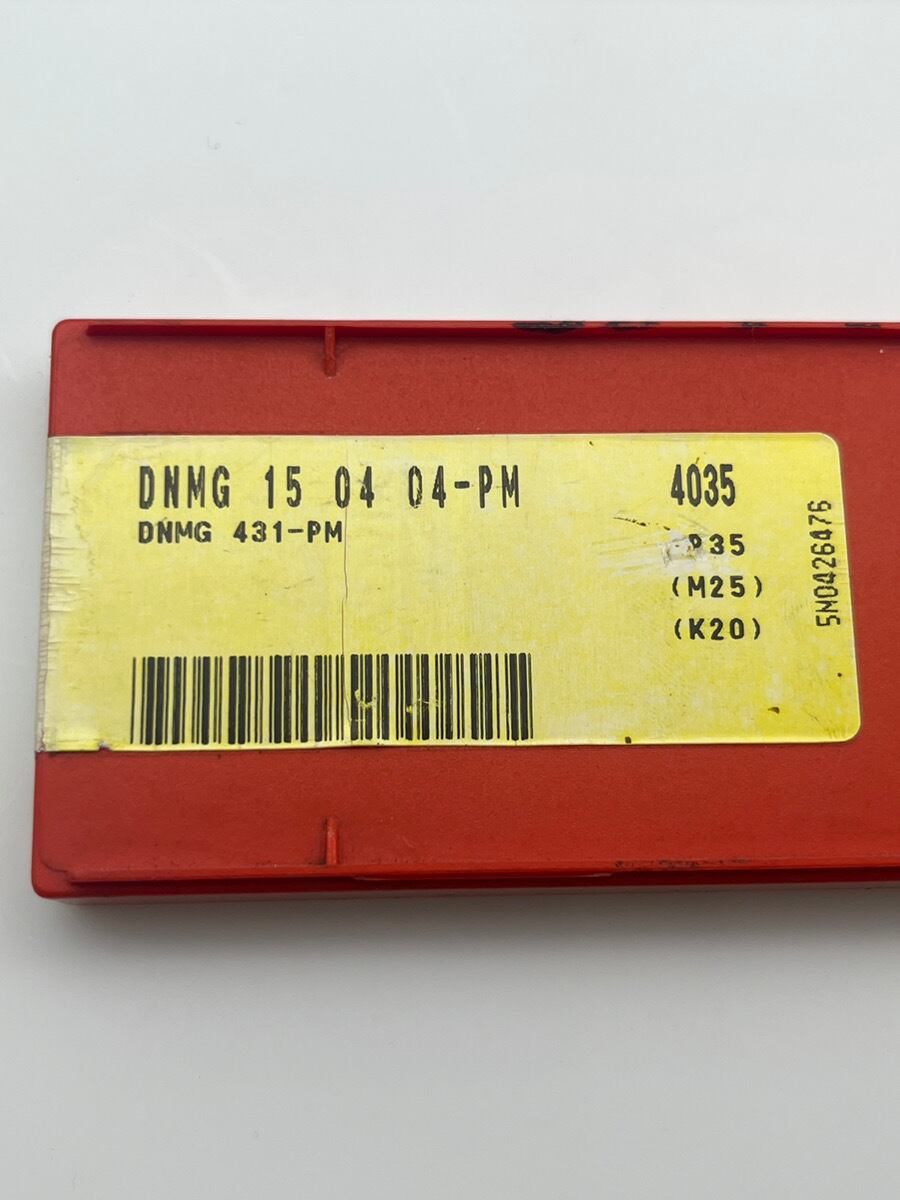 DNMG 15 04 04-PM
DNMG 431-PM
4035
P35
(M25)
(K20)
5M0426476